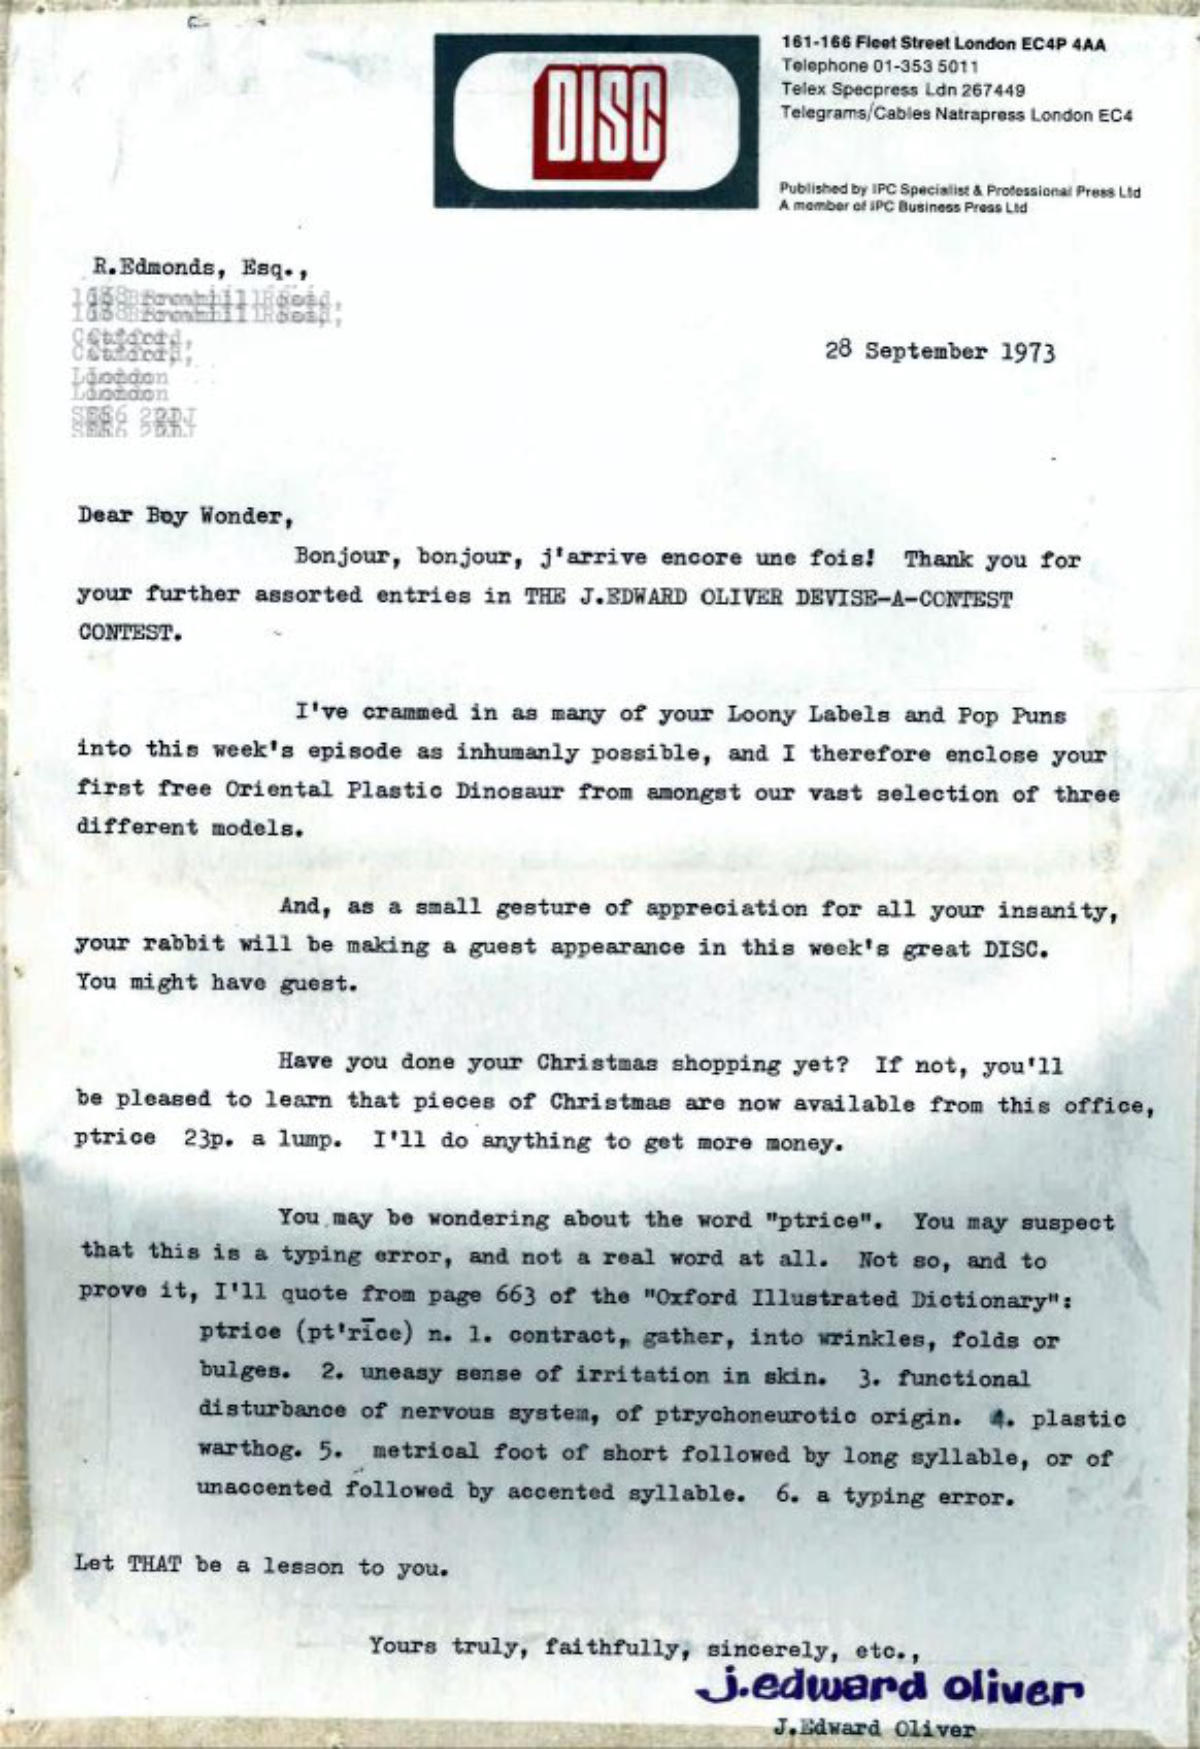 DISC
161-166 Fleet Street London EC4P 4AA
Telephone 01-353 5011
Telex Specpress Ldn 267449
Telegrams/Cables Natrapress London EC4
Published by IPC Specialist & Professional Press Ltd
A member of IPC Business Press Ltd
R.Edmonds, Esq.,
Catford,
London
28 September 1973
Dear Boy Wonder,
Bonjour, bonjour, j'arrive encore une fois! Thank you for
your further assorted entries in THE J.EDWARD OLIVER DEVISE-A-CONTEST
CONTEST.
I've crammed in as many of your Loony Labels and Pop Puns
into this week's episode as inhumanly possible, and I therefore enclose your
first free Oriental Plastic Dinosaur from amongst our vast selection of three
different models.
And, as a small gesture of appreciation for all your insanity,
your rabbit will be making a guest appearance in this week's great DISC.
You might have guest.
Have you done your Christmas shopping yet? If not, you'll
be pleased to learn that pieces of Christmas are now available from this office,
ptrice 23p. a lump. I'll do anything to get more money.
You may be wondering about the word "ptrice". You may suspect
that this is a typing error, and not a real word at all. Not so, and to
prove it, I'll quote from page 663 of the "Oxford Illustrated Dictionary":
ptrice (pt'rīce) n. 1. contract, gather, into wrinkles, folds or
bulges. 2. uneasy sense of irritation in skin. 3. functional
disturbance of nervous system, of ptrychoneurotic origin. 4. plastic
warthog. 5. metrical foot of short followed by long syllable, or of
unaccented followed by accented syllable. 6. a typing error.
Let THAT be a lesson to you.
Yours truly, faithfully, sincerely, etc.,
j.edward oliver
J.Edward Oliver